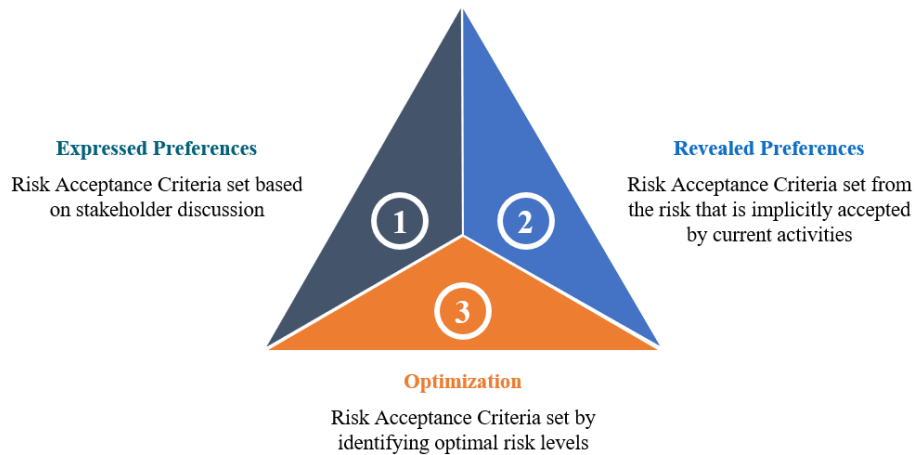 Expressed Preferences
Risk Acceptance Criteria set based
on stakeholder discussion
1
2
Revealed Preferences
Risk Acceptance Criteria set from
the risk that is implicitly accepted
by current activities
3
Optimization
Risk Acceptance Criteria set by
identifying optimal risk levels